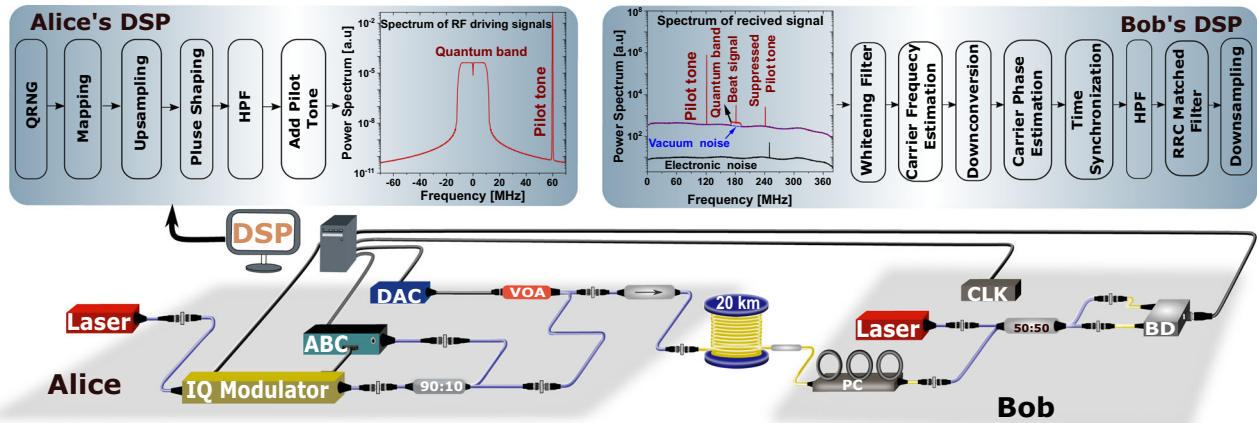 Alice's DSP
QRNG
Mapping
Upsampling
Pluse Shaping
HPF
Add Pilot
Tone
Power Spectrum [a.u]
10-2
10-5
10-8
10-11
Spectrum of RF driving signals
Quantum band
Pilot tone
-60 -40 -20 0 20 40 60
Frequency [MHz]
Bob's DSP
Power Spectrum [a.u]
10^8
10^6
10^4
10^2
Spectrum of recived signal
Pilot tone
Quantum band
Beat signal
Suppressed
Pilot tone
Vacuum noise
Electronic noise
0 60 120 180 240 300 360
Frequency [MHz]
Whitening Filter
Carrier Frequency
Estimation
Downconversion
Carrier Phase
Estimation
Time
Synchronization
HPF
RRC Matched
Filter
Downsampling
DSP
Laser
IQ Modulator
ABC
DAC
VOA
90:10
Alice
20 km
PC
Laser
CLK
50:50
BD
Bob